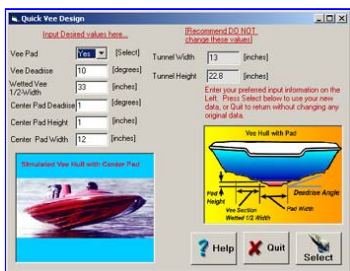 Quick Vee Design
Input Desired values here...
[Recommend DO NOT
change these values]
Vee Pad Yes [Select]
Vee Deadrise 10 [degrees]
Wetted Vee
1/2-Width 33 [inches]
Center Pad Deadrise 1 [degrees]
Center Pad Height 1 [inches]
Center Pad Width 12 [inches]
Tunnel Width 13 [inches]
Tunnel Height 22.8 [inches]
Enter your preferred input information on the
Left. Press Select below to use your new
data, or Quit to return without changing any
original data.
Simulated Vee Hull with Center Pad
Vee Hull with Pad
Pad
Height
Deadrise Angle
Pad Width
Vee Section
Wetted 1/2 Width
Help
Quit
Select